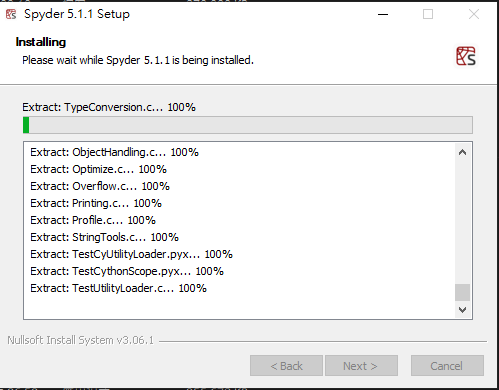 Spyder 5.1.1 Setup
Installing
Please wait while Spyder 5.1.1 is being installed.
Extract: TypeConversion.c... 100%
Extract: ObjectHandling.c... 100%
Extract: Optimize.c... 100%
Extract: Overflow.c... 100%
Extract: Printing.c... 100%
Extract: Profile.c... 100%
Extract: StringTools.c... 100%
Extract: TestCyUtilityLoader.pyx... 100%
Extract: TestCythonScope.pyx... 100%
Extract: TestUtilityLoader.c... 100%
Nullsoft Install System v3.06.1
< Back
Next >
Cancel